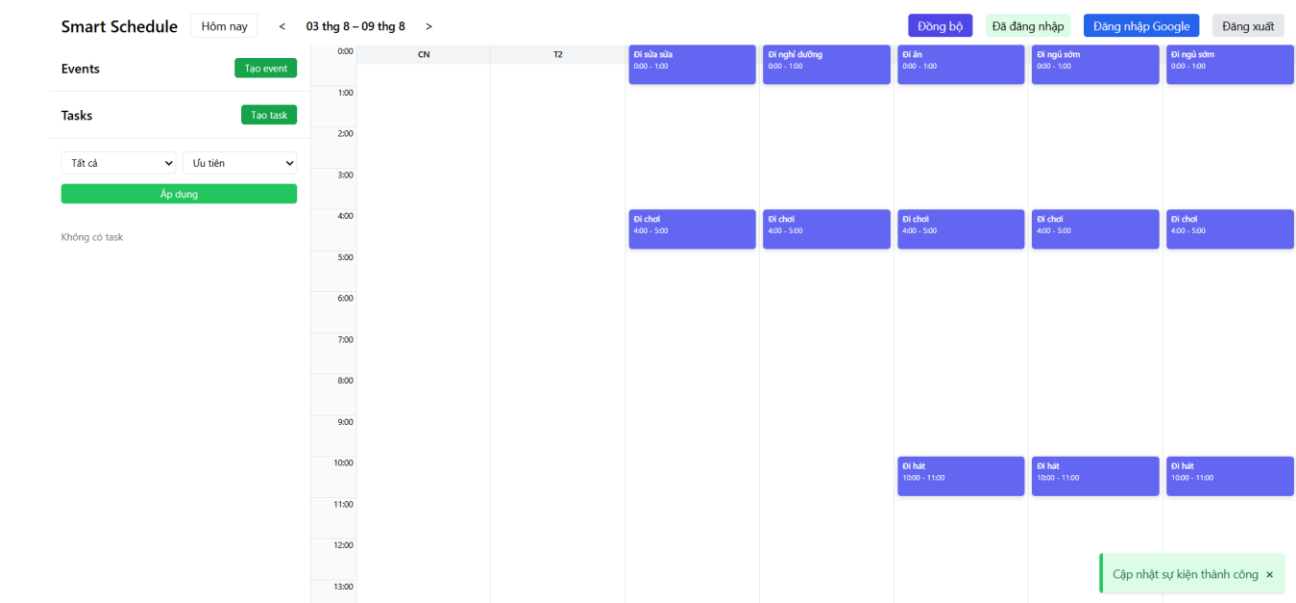 Smart Schedule
Hôm nay
<
03 thg 8 – 09 thg 8
>
Đồng bộ
Đã đăng nhập
Đăng nhập Google
Đăng xuất
Events
Tạo event
Tasks
Tạo task
Tất cả
Ưu tiên
Áp dụng
Không có task
CN
T2
0:00
Đi sửa sửa
0:00 - 1:00
Đi nghỉ dưỡng
0:00 - 1:00
Đi ăn
0:00 - 1:00
Đi ngủ sớm
0:00 - 1:00
Đi ngủ sớm
0:00 - 1:00
1:00
2:00
3:00
4:00
Đi chơi
4:00 - 5:00
Đi chơi
4:00 - 5:00
Đi chơi
4:00 - 5:00
Đi chơi
4:00 - 5:00
Đi chơi
4:00 - 5:00
5:00
6:00
7:00
8:00
9:00
10:00
Đi hát
10:00 - 11:00
Đi hát
10:00 - 11:00
Đi hát
10:00 - 11:00
11:00
12:00
13:00
Cập nhật sự kiện thành công ×